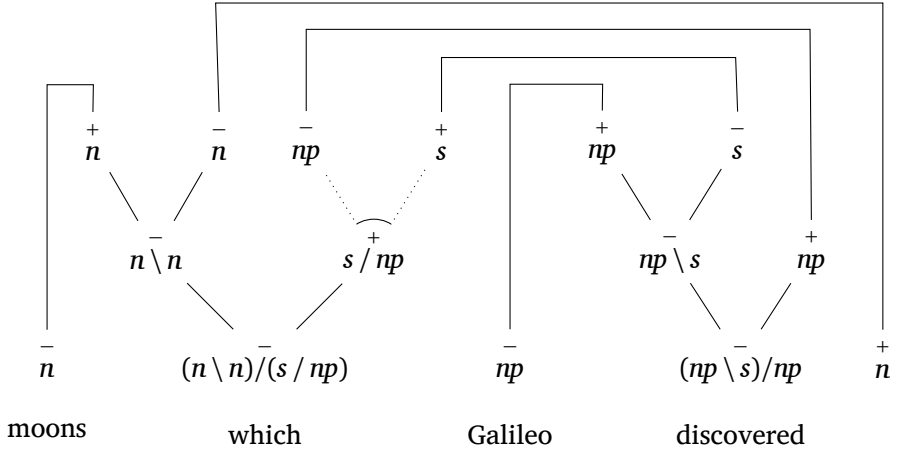 + − − + + −
n n np s np s
− + − +
n \ n s / np np \ s np
− − − − +
n (n \ n)/(s / np) np (np \ s)/np n
moons which Galileo discovered